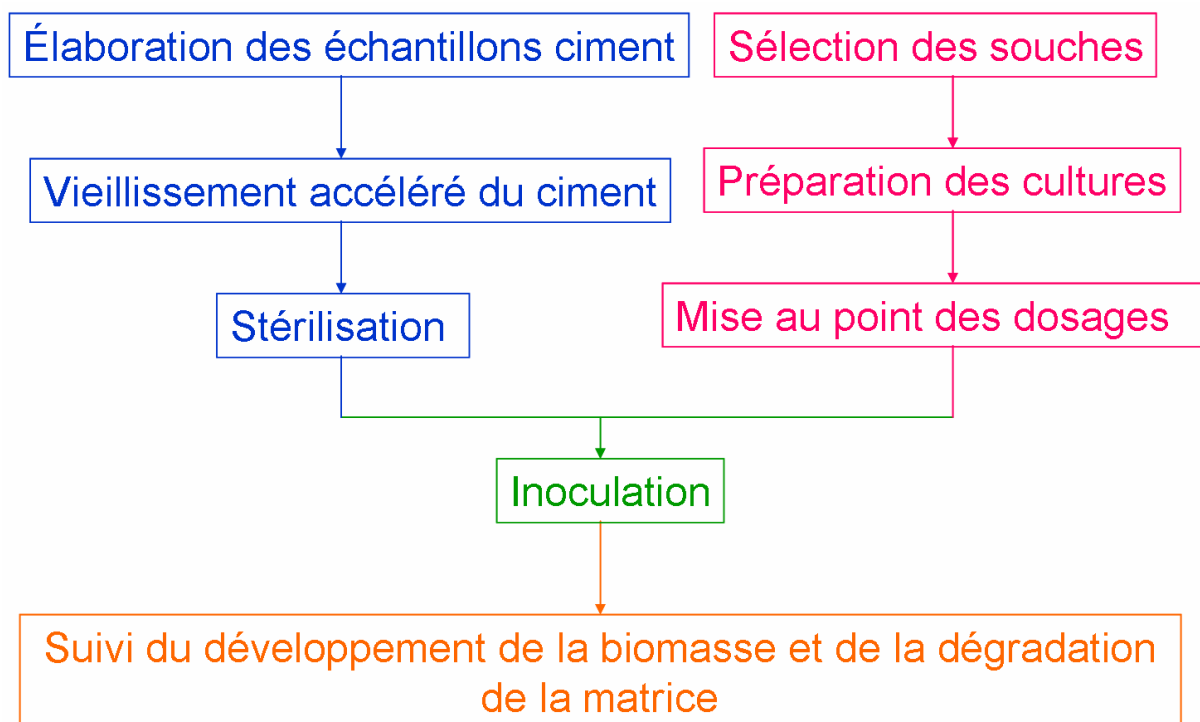 Élaboration des échantillons ciment
Sélection des souches
Vieillissement accéléré du ciment
Préparation des cultures
Stérilisation
Mise au point des dosages
Inoculation
Suivi du développement de la biomasse et de la dégradation
de la matrice